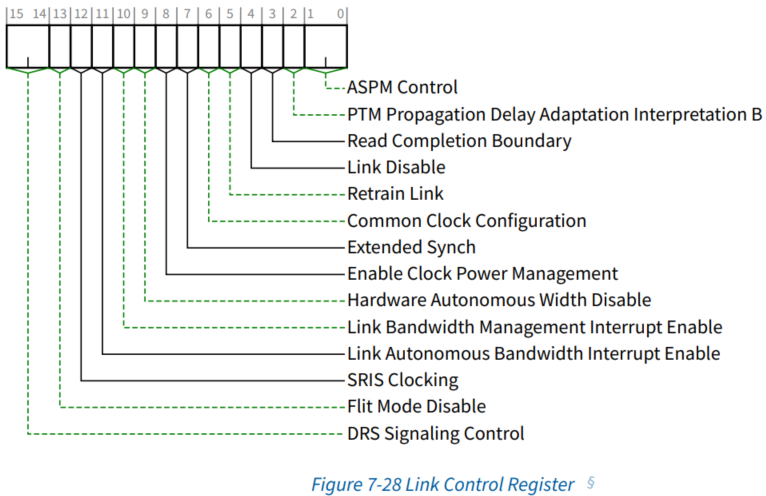 15 14 13 12 11 10 9 8 7 6 5 4 3 2 1 0
ASPM Control
PTM Propagation Delay Adaptation Interpretation B
Read Completion Boundary
Link Disable
Retrain Link
Common Clock Configuration
Extended Synch
Enable Clock Power Management
Hardware Autonomous Width Disable
Link Bandwidth Management Interrupt Enable
Link Autonomous Bandwidth Interrupt Enable
SRIS Clocking
Flit Mode Disable
DRS Signaling Control
Figure 7-28 Link Control Register §